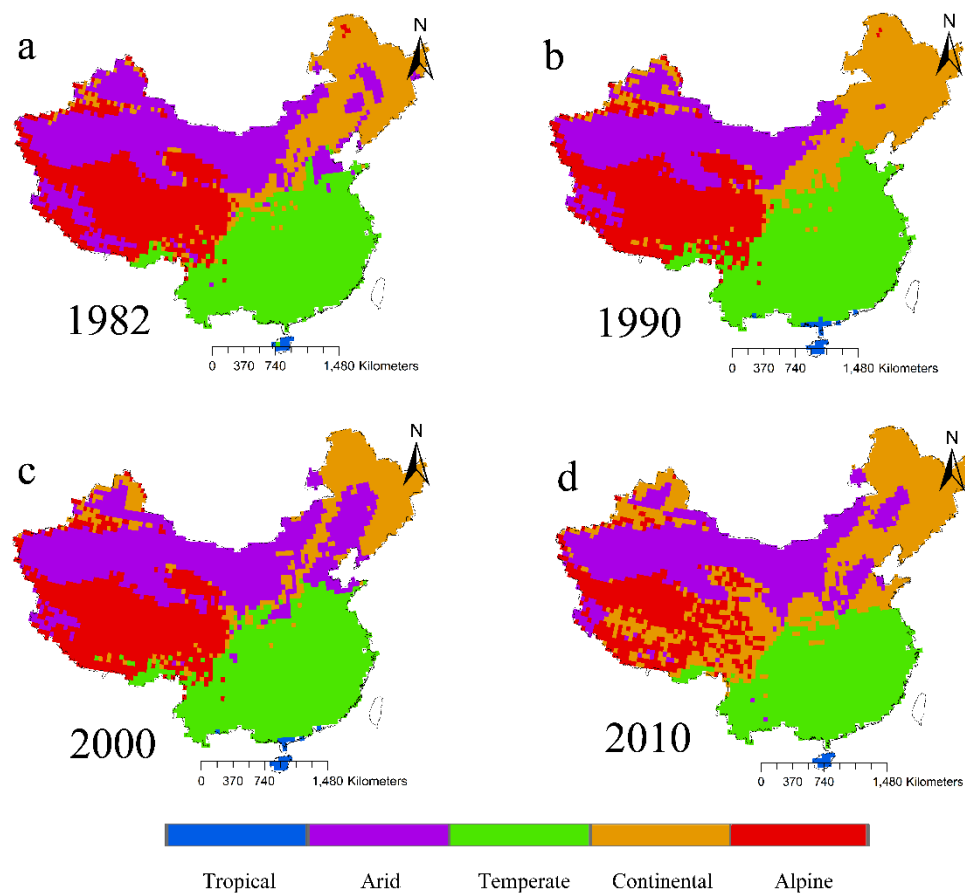 a
N
1982
0 370 740 1,480 Kilometers
b
N
1990
0 370 740 1,480 Kilometers
c
N
2000
0 370 740 1,480 Kilometers
d
N
2010
0 370 740 1,480 Kilometers
Tropical Arid Temperate Continental Alpine